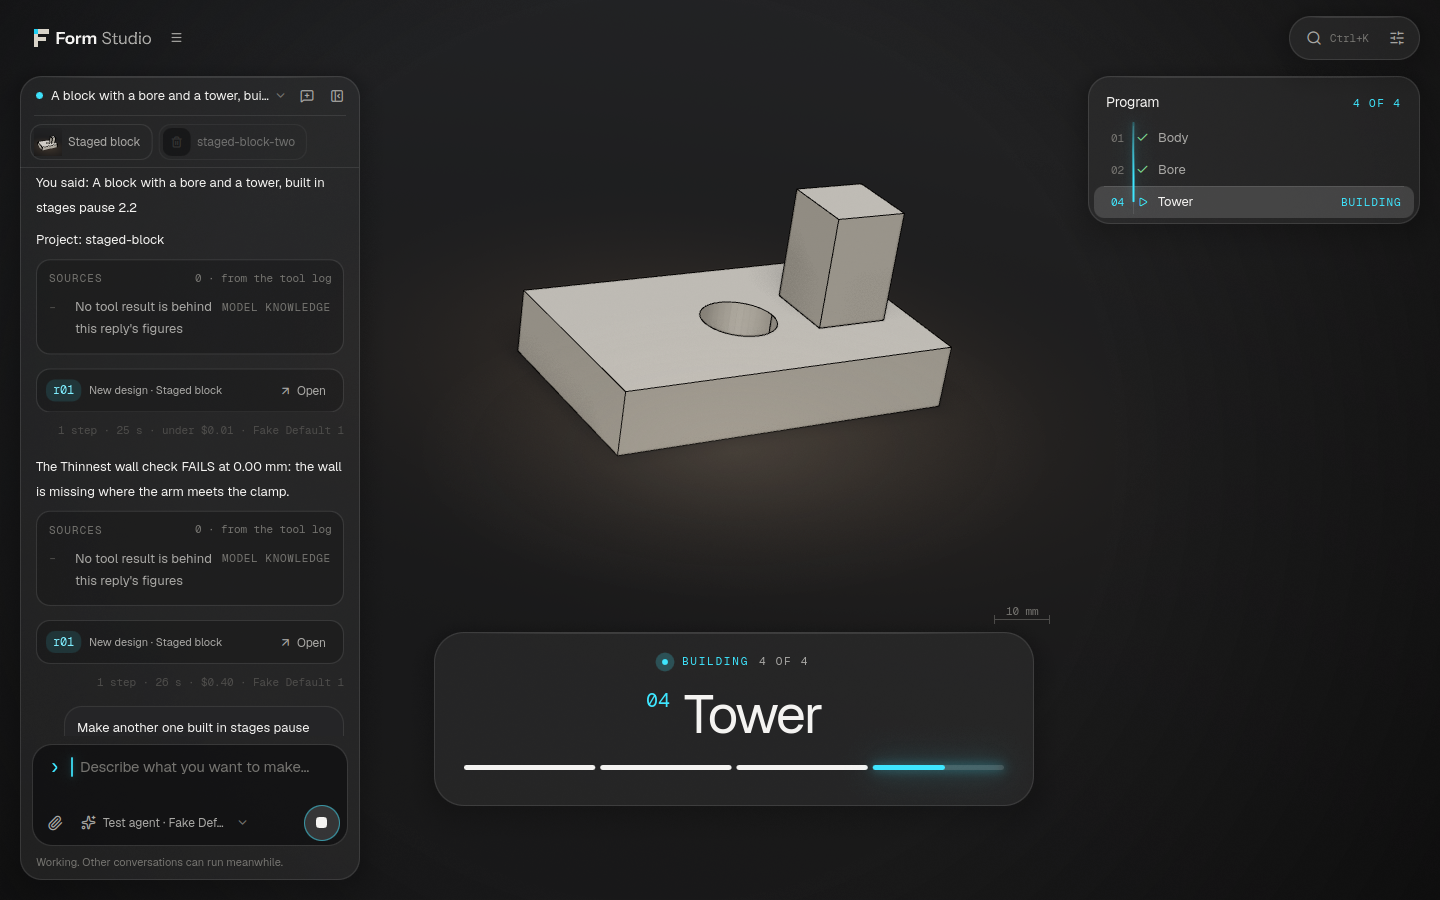 Form Studio
Ctrl+K
A block with a bore and a tower, bui...
Staged block
staged-block-two
You said: A block with a bore and a tower, built in
stages pause 2.2
Project: staged-block
SOURCES
0 · from the tool log
– No tool result is behind MODEL KNOWLEDGE
this reply's figures
r01 New design · Staged block Open
1 step · 25 s · under $0.01 · Fake Default 1
The Thinnest wall check FAILS at 0.00 mm: the wall
is missing where the arm meets the clamp.
SOURCES
0 · from the tool log
– No tool result is behind MODEL KNOWLEDGE
this reply's figures
r01 New design · Staged block Open
1 step · 26 s · $0.40 · Fake Default 1
Make another one built in stages pause
Describe what you want to make...
Test agent · Fake Def...
Working. Other conversations can run meanwhile.
Program
4 OF 4
01 Body
02 Bore
04 Tower BUILDING
10 mm
BUILDING 4 OF 4
04 Tower